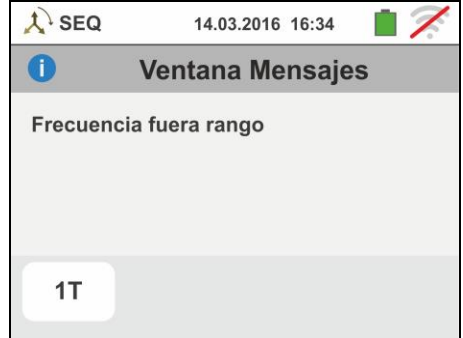 SEQ 14.03.2016 16:34
i Ventana Mensajes
Frecuencia fuera rango
1T